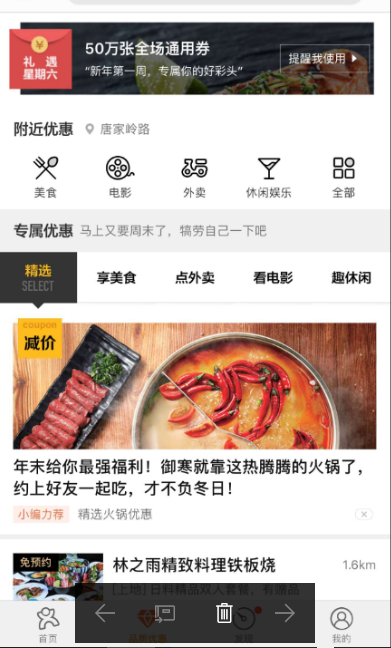 礼 遇
星期六
50万张全场通用券
“新年第一周，专属你的好彩头”
提醒我使用
附近优惠 唐家岭路
美食 电影 外卖 休闲娱乐 全部
专属优惠 马上又要周末了，犒劳自己一下吧
精选
SELECT
享美食 点外卖 看电影 趣休闲
coupon
减价
年末给你最强福利！御寒就靠这热腾腾的火锅了，
约上好友一起吃，才不负冬日！
小编力荐 精选火锅优惠
免预约
林之雨精致料理铁板烧 1.6km
[上地]日料精品双人套餐，有赠品
首页 品质优惠 发现 我的